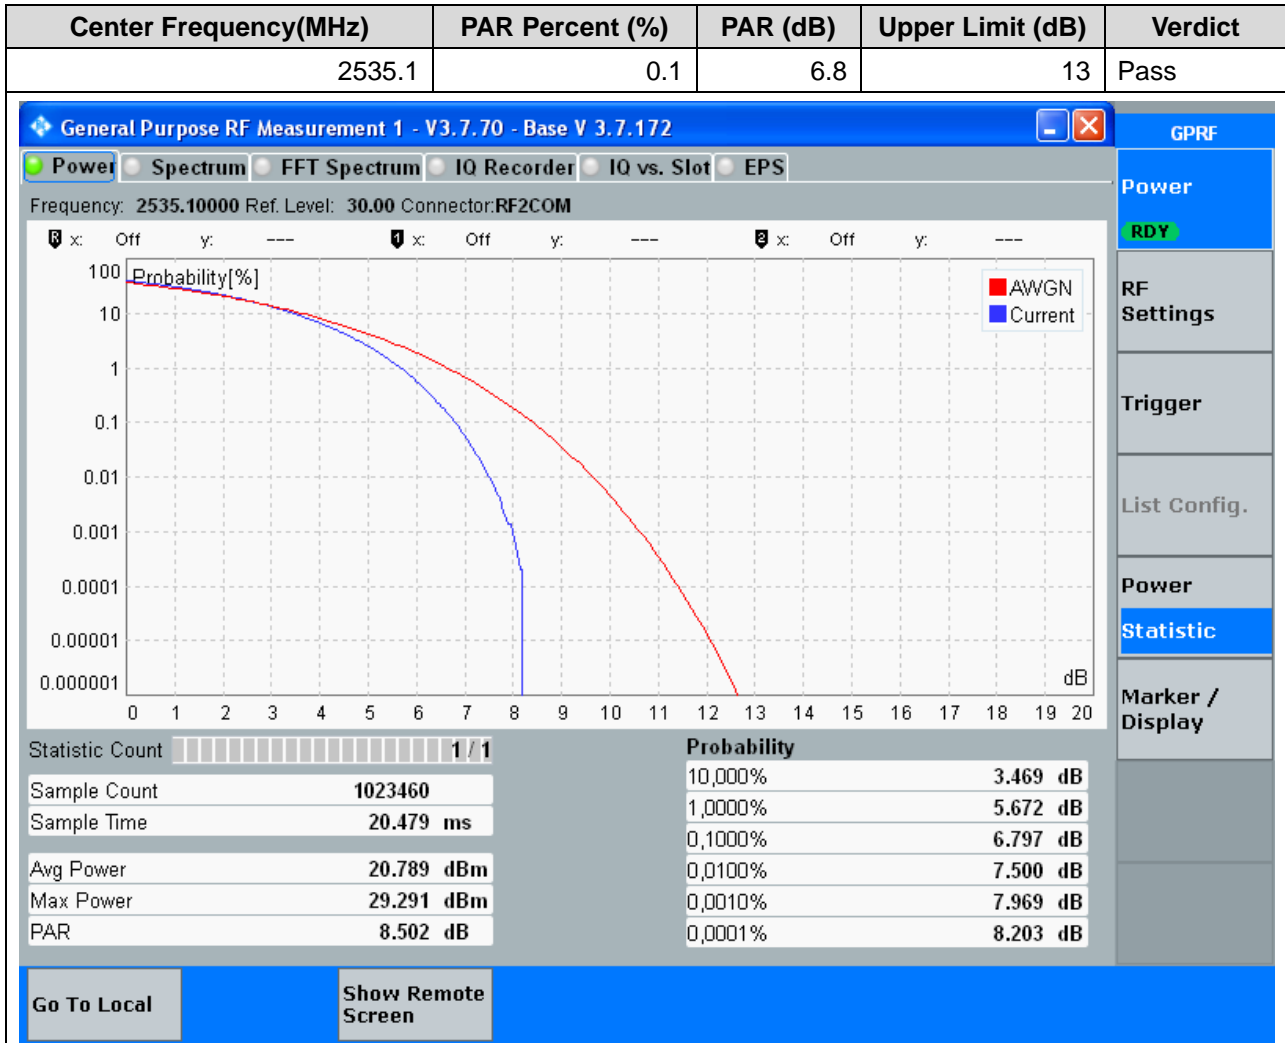 Center Frequency(MHz) PAR Percent (%) PAR (dB) Upper Limit (dB) Verdict
2535.1 0.1 6.8 13 Pass
General Purpose RF Measurement 1 - V3.7.70 - Base V 3.7.172
GPRF
Power Spectrum FFT Spectrum IQ Recorder IQ vs. Slot EPS
Power
RDY
Frequency: 2535.10000 Ref. Level: 30.00 Connector:RF2COM
R x: Off y: --- 1 x: Off y: --- 2 x: Off y: ---
Probability[%]
AWGN
Current
100
10
1
0.1
0.01
0.001
0.0001
0.00001
0.000001
dB
0 1 2 3 4 5 6 7 8 9 10 11 12 13 14 15 16 17 18 19 20
RF
Settings
Trigger
List Config.
Power
Statistic
Marker /
Display
Statistic Count 1 / 1
Sample Count 1023460
Sample Time 20.479 ms
Avg Power 20.789 dBm
Max Power 29.291 dBm
PAR 8.502 dB
Probability
10,000% 3.469 dB
1,0000% 5.672 dB
0,1000% 6.797 dB
0,0100% 7.500 dB
0,0010% 7.969 dB
0,0001% 8.203 dB
Go To Local
Show Remote
Screen